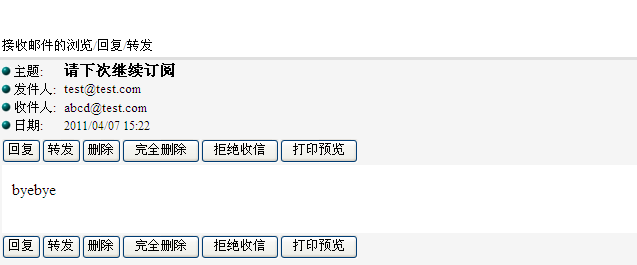 接收邮件的浏览/回复/转发
主题: 请下次继续订阅
发件人: test@test.com
收件人: abcd@test.com
日期: 2011/04/07 15:22
回复 转发 删除 完全删除 拒绝收信 打印预览
byebye
回复 转发 删除 完全删除 拒绝收信 打印预览